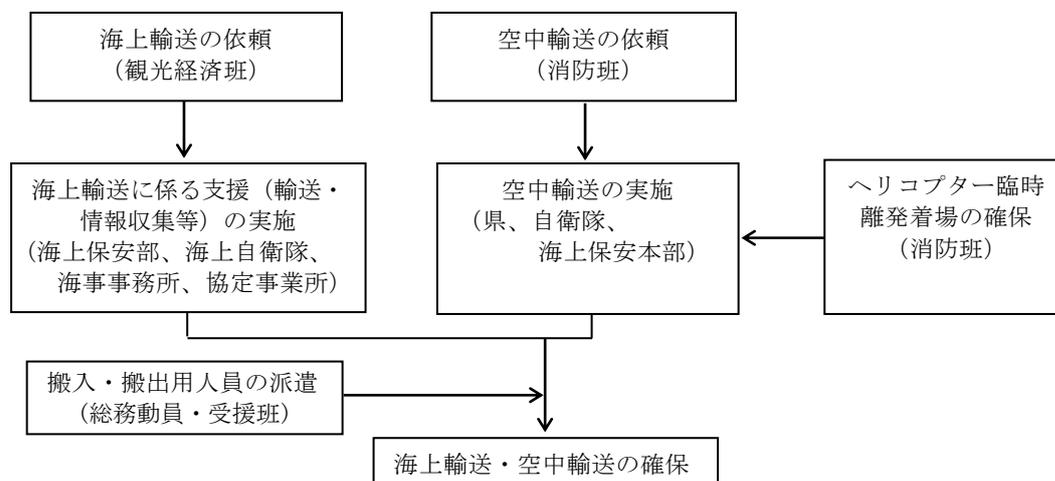 海上輸送の依頼
（観光経済班）
空中輸送の依頼
（消防班）
海上輸送に係る支援（輸送・
情報収集等）の実施
（海上保安部、海上自衛隊、
海事事務所、協定事業所）
空中輸送の実施
（県、自衛隊、
海上保安本部）
ヘリコプター臨時
離発着場の確保
（消防班）
搬入・搬出用人員の派遣
（総務動員・受援班）
海上輸送・空中輸送の確保